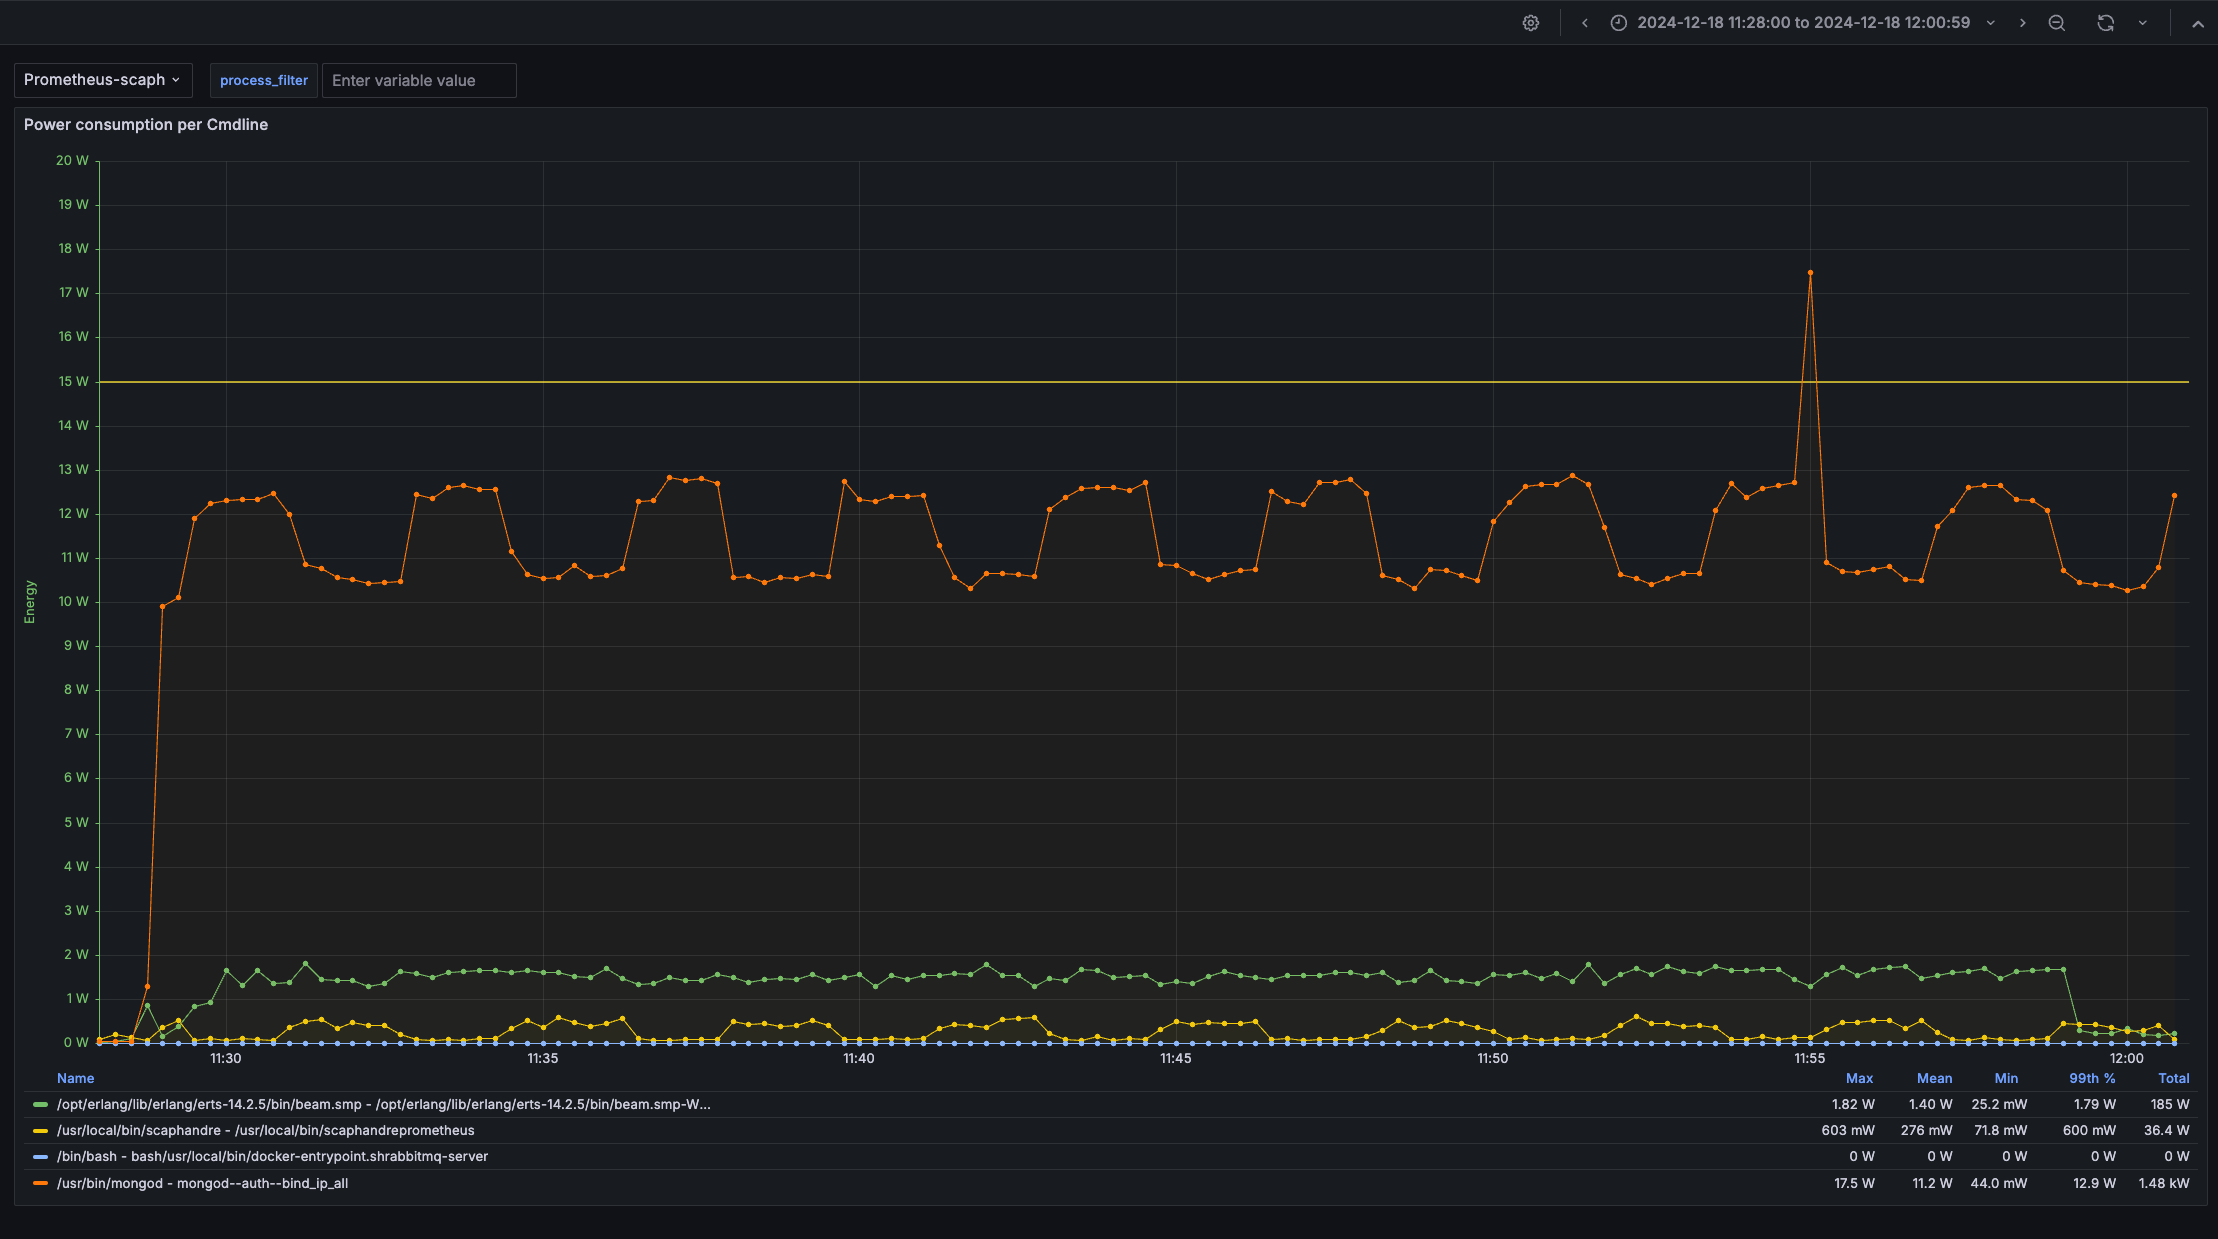 2024-12-18 11:28:00 to 2024-12-18 12:00:59
Prometheus-scaph process_filter Enter variable value
Power consumption per Cmdline
20 W
19 W
18 W
17 W
16 W
15 W
14 W
13 W
12 W
11 W
10 W
9 W
8 W
7 W
6 W
5 W
4 W
3 W
2 W
1 W
0 W
Energy
11:30 11:35 11:40 11:45 11:50 11:55 12:00
Name Max Mean Min 99th % Total
/opt/erlang/lib/erlang/erts-14.2.5/bin/beam.smp - /opt/erlang/lib/erlang/erts-14.2.5/bin/beam.smp-W... 1.82 W 1.40 W 25.2 mW 1.79 W 185 W
/usr/local/bin/scaphandre - /usr/local/bin/scaphandreprometheus 603 mW 276 mW 71.8 mW 600 mW 36.4 W
/bin/bash - bash/usr/local/bin/docker-entrypoint.shrabbitmq-server 0 W 0 W 0 W 0 W 0 W
/usr/bin/mongod - mongod--auth--bind_ip_all 17.5 W 11.2 W 44.0 mW 12.9 W 1.48 kW